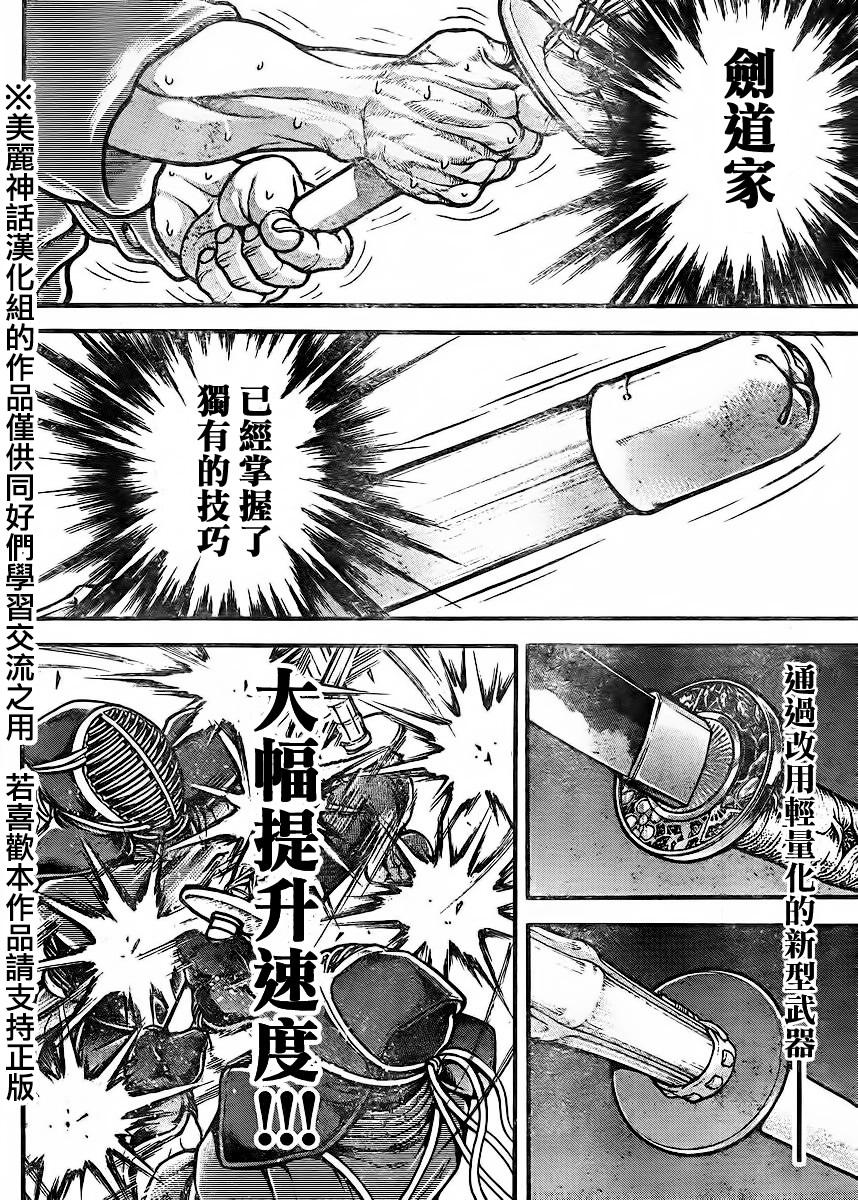 劍道家
已經掌握了
獨有的技巧
通過改用輕量化的新型武器——
大幅提升速度!!!
※美麗神話漢化組的作品僅供同好們學習交流之用 — 若喜歡本作品請支持正版 —